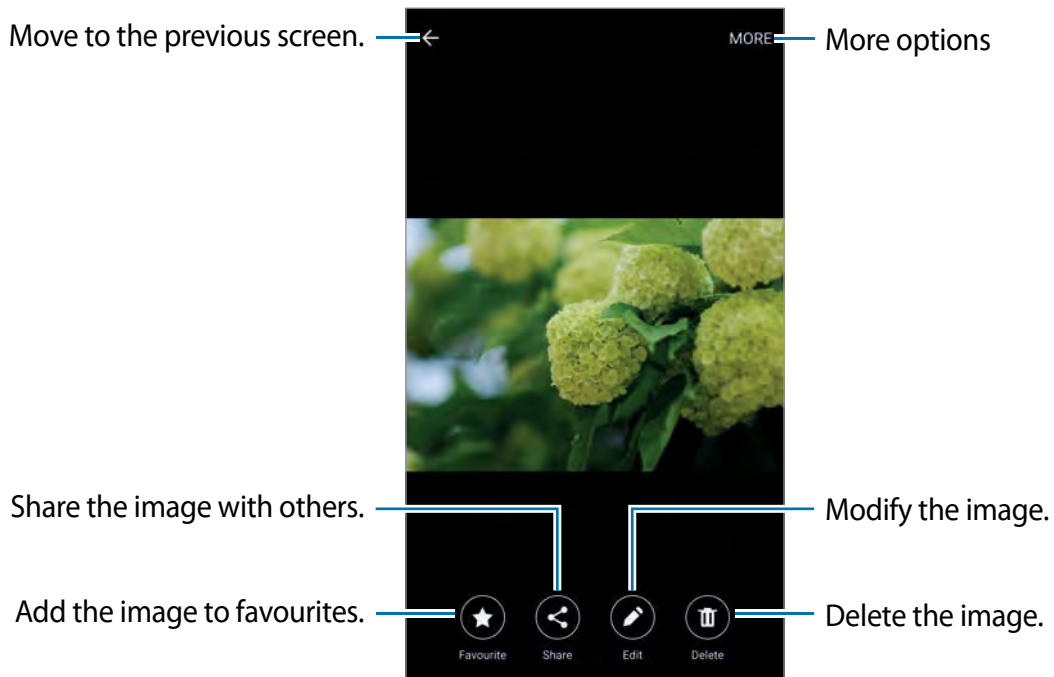 Move to the previous screen.
MORE
More options
Share the image with others.
Modify the image.
Add the image to favourites.
Delete the image.
Favourite
Share
Edit
Delete